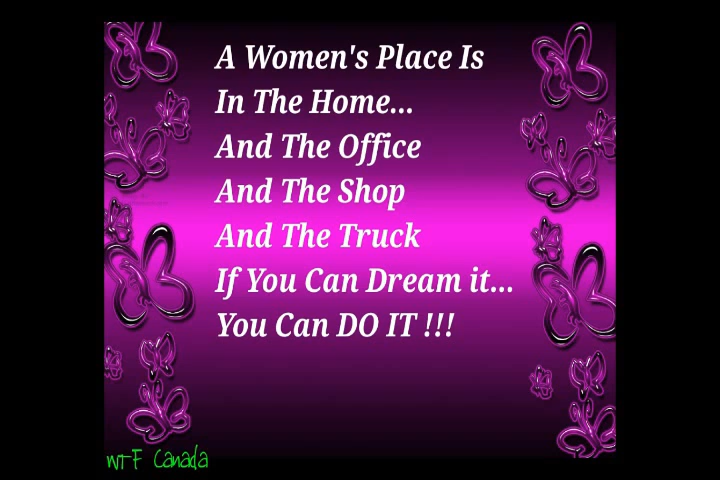 A Women's Place Is
In The Home...
And The Office
And The Shop
And The Truck
If You Can Dream it...
You Can DO IT !!!
WTF Canada